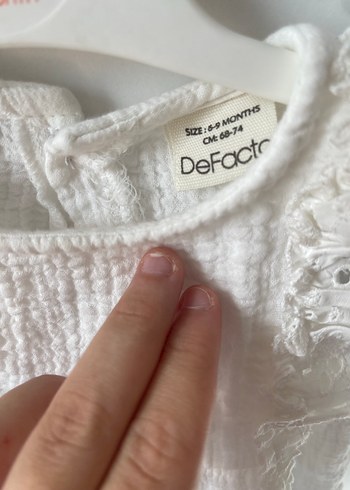 SIZE : 6-9 MONTHS
CM: 68-74
DeFacto